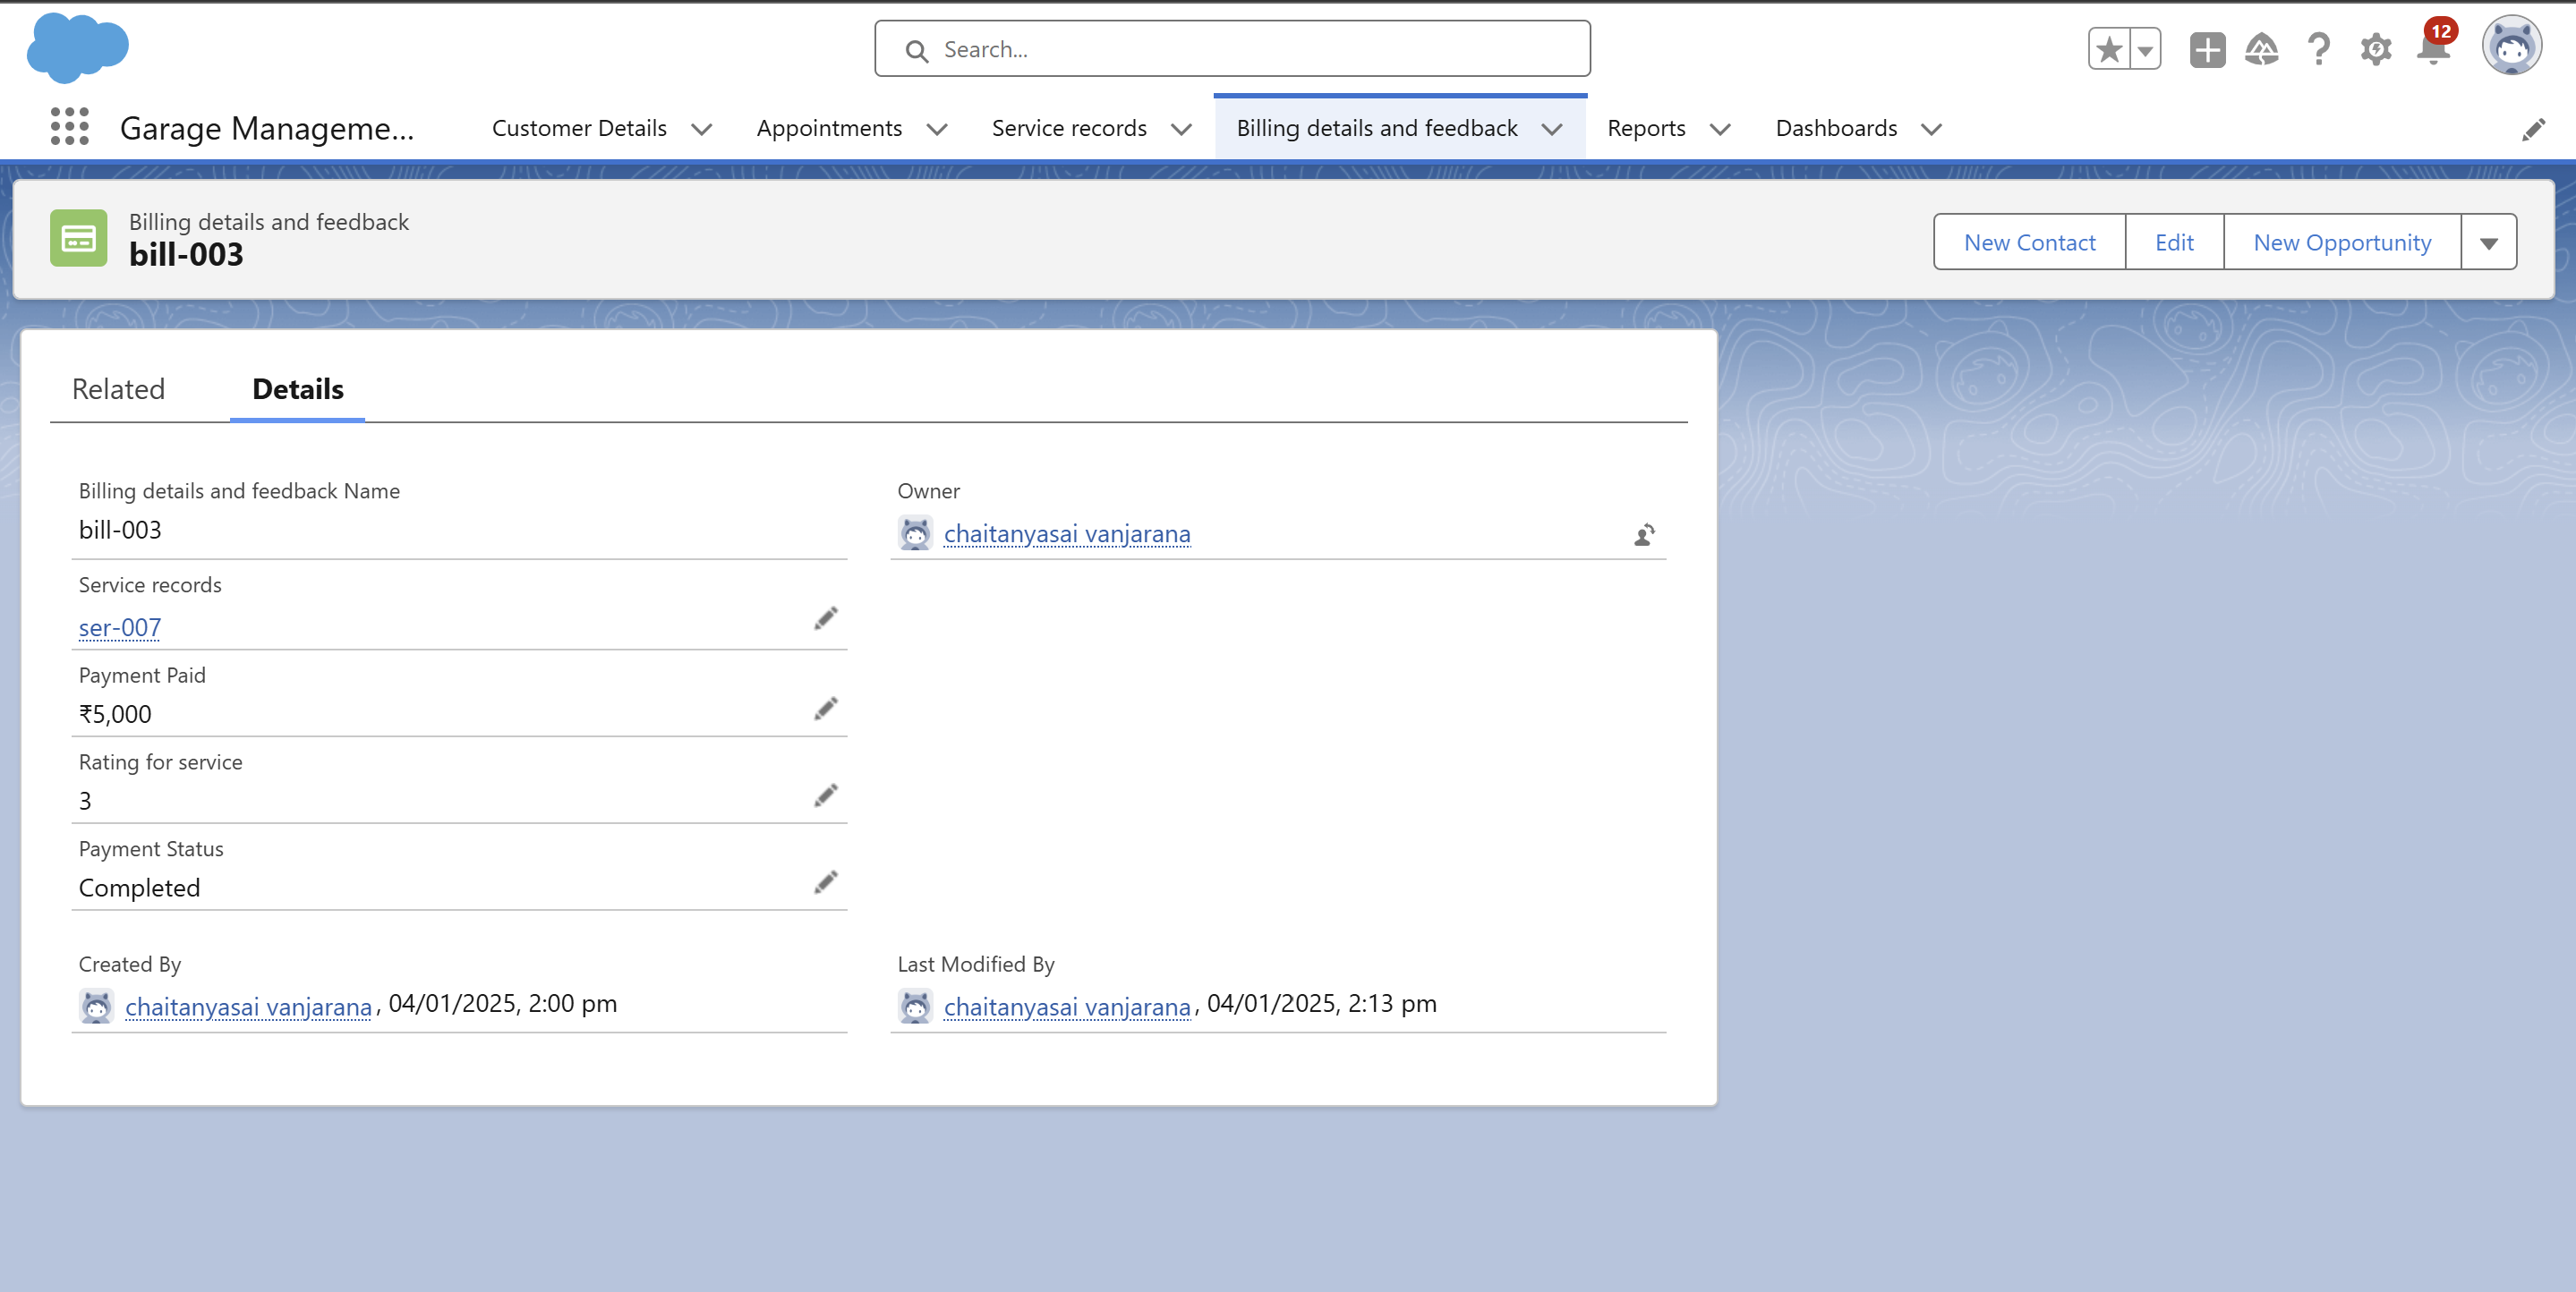 Search...
12
Garage Manageme...
Customer Details
Appointments
Service records
Billing details and feedback
Reports
Dashboards
Billing details and feedback
bill-003
New Contact
Edit
New Opportunity
Related
Details
Billing details and feedback Name
bill-003
Owner
chaitanyasai vanjarana
Service records
ser-007
Payment Paid
₹5,000
Rating for service
3
Payment Status
Completed
Created By
chaitanyasai vanjarana, 04/01/2025, 2:00 pm
Last Modified By
chaitanyasai vanjarana, 04/01/2025, 2:13 pm